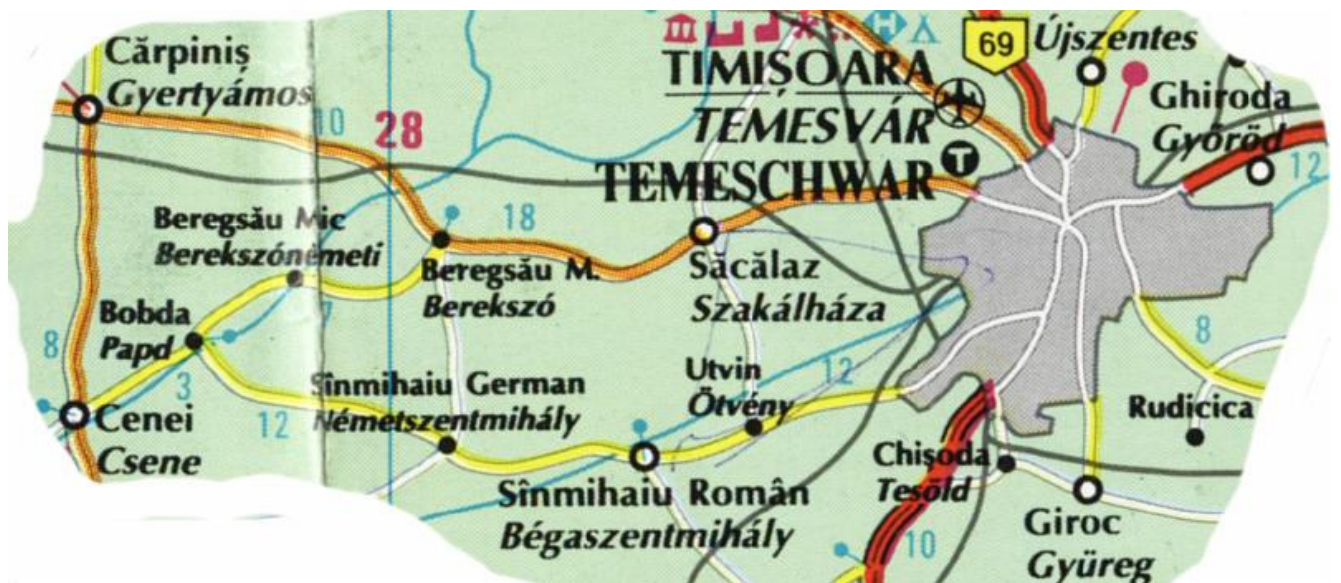 Cărpiniș
Gyertyámos
10
28
TIMIȘOARA
TEMESVÁR
TEMESCHWAR
T
H
69
Újszentes
Ghiroda
Gyóród
12
Beregsău Mic
Berekszónémeti
18
Beregsău M.
Berekszó
Săcălaz
Szakálháza
Bobda
Papd
7
8
3
Cenei
Csene
12
Sînmihaiu German
Németszentmihály
Utvin
Ötvény
12
8
Rudicica
Sînmihaiu Român
Bégaszentmihály
Chișoda
Tesöld
10
Giroc
Gyüreg